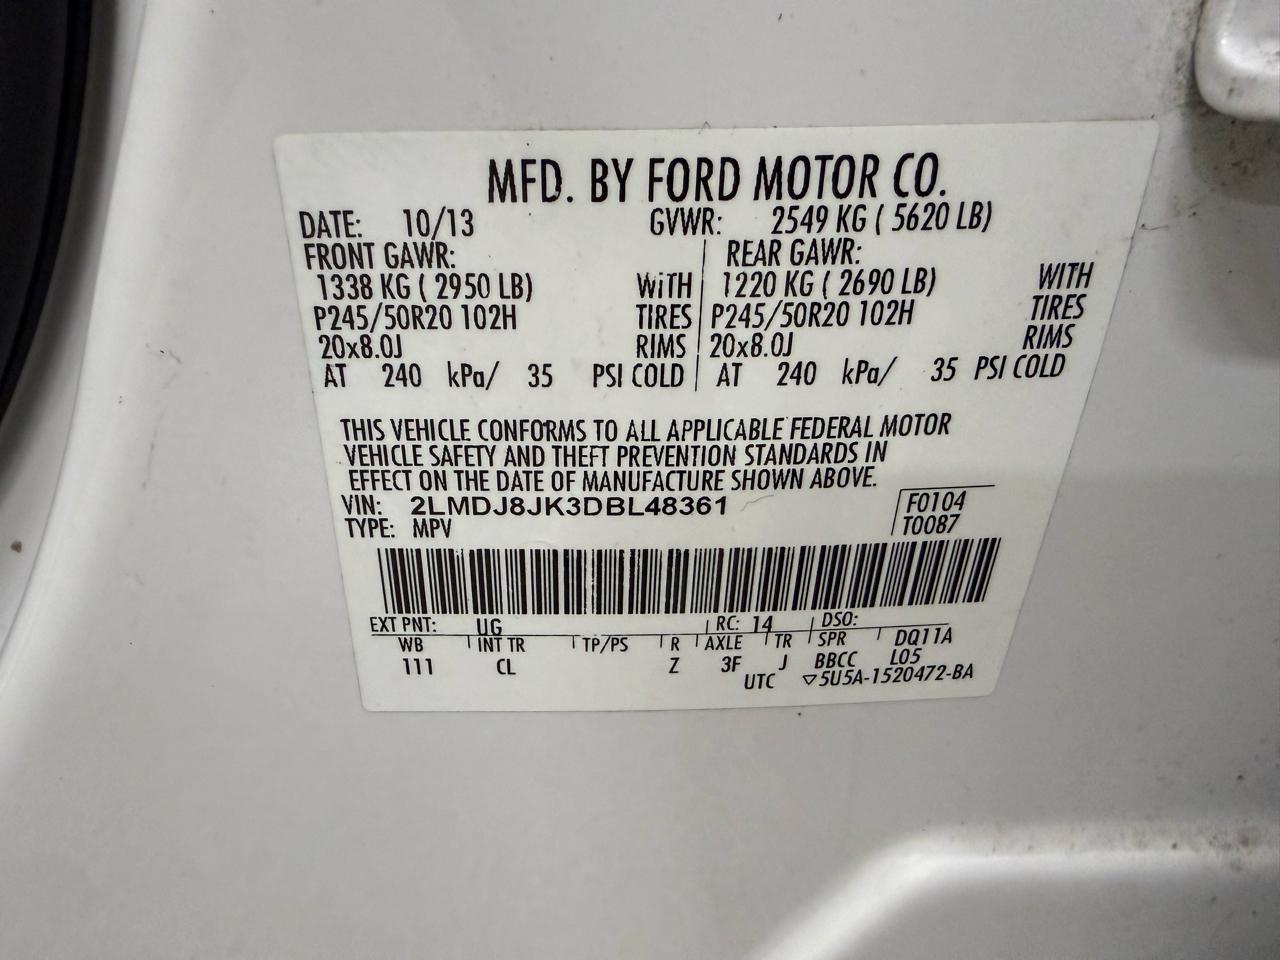 MFD. BY FORD MOTOR CO.
DATE: 10/13 GVWR: 2549 KG ( 5620 LB)
FRONT GAWR: REAR GAWR:
1338 KG ( 2950 LB) WiTH 1220 KG ( 2690 LB) WITH
P245/50R20 102H TIRES P245/50R20 102H TIRES
20x8.0J RIMS 20x8.0J RIMS
AT 240 kPa/ 35 PSI COLD AT 240 kPa/ 35 PSI COLD
THIS VEHICLE CONFORMS TO ALL APPLICABLE FEDERAL MOTOR
VEHICLE SAFETY AND THEFT PREVENTION STANDARDS IN
EFFECT ON THE DATE OF MANUFACTURE SHOWN ABOVE.
VIN: 2LMDJ8JK3DBL48361 F0104
TYPE: MPV T0087
EXT PNT: UG RC: 14 DSO:
WB INT TR TP/PS R AXLE TR SPR DQ11A
111 CL Z 3F J BBCC L05
UTC ▽5U5A-1520472-BA